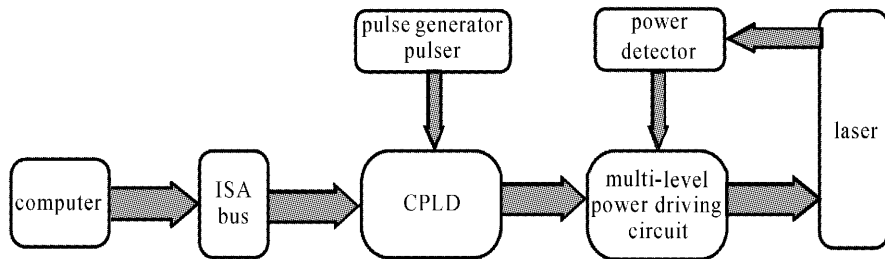 pulse generator
pulser
power
detector
laser
computer
ISA
bus
CPLD
multi-level
power driving
circuit